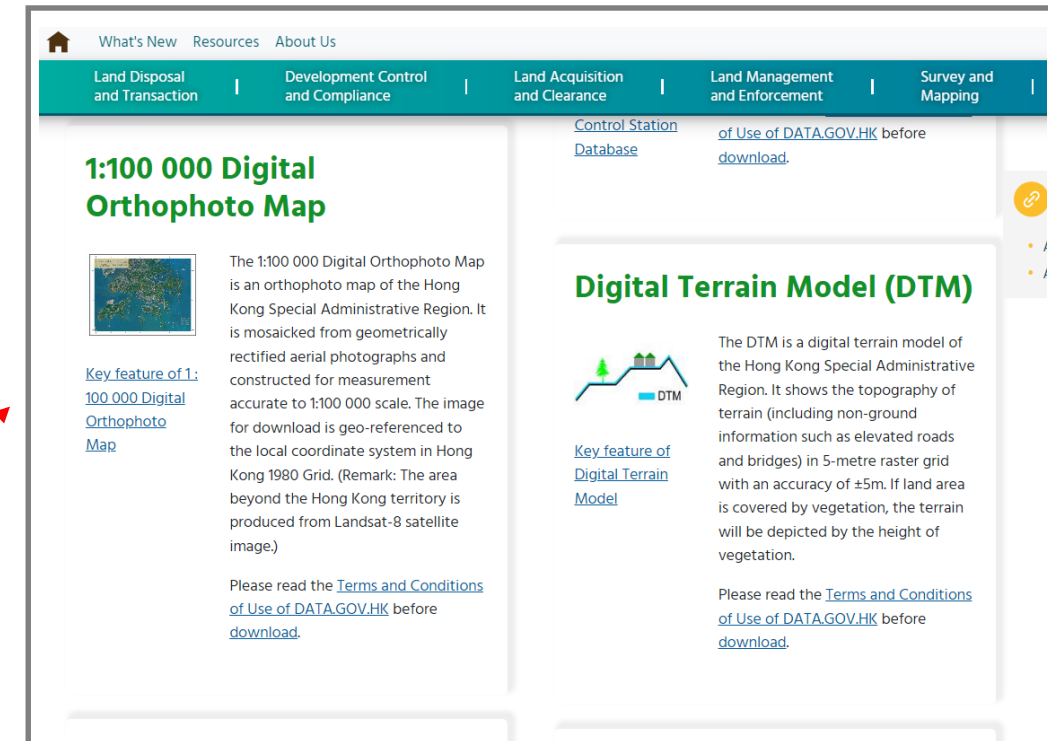 What's New Resources About Us
Land Disposal
and Transaction
Development Control
and Compliance
Land Acquisition
and Clearance
Land Management
and Enforcement
Survey and
Mapping
1:100 000 Digital
Orthophoto Map
Key feature of 1 :
100 000 Digital
Orthophoto
Map
The 1:100 000 Digital Orthophoto Map
is an orthophoto map of the Hong
Kong Special Administrative Region. It
is mosaicked from geometrically
rectified aerial photographs and
constructed for measurement
accurate to 1:100 000 scale. The image
for download is geo-referenced to
the local coordinate system in Hong
Kong 1980 Grid. (Remark: The area
beyond the Hong Kong territory is
produced from Landsat-8 satellite
image.)
Please read the Terms and Conditions
of Use of DATA.GOV.HK before
download.
Control Station
Database
of Use of DATA.GOV.HK before
download.
Digital Terrain Model (DTM)
DTM
Key feature of
Digital Terrain
Model
The DTM is a digital terrain model of
the Hong Kong Special Administrative
Region. It shows the topography of
terrain (including non-ground
information such as elevated roads
and bridges) in 5-metre raster grid
with an accuracy of ±5m. If land area
is covered by vegetation, the terrain
will be depicted by the height of
vegetation.
Please read the Terms and Conditions
of Use of DATA.GOV.HK before
download.